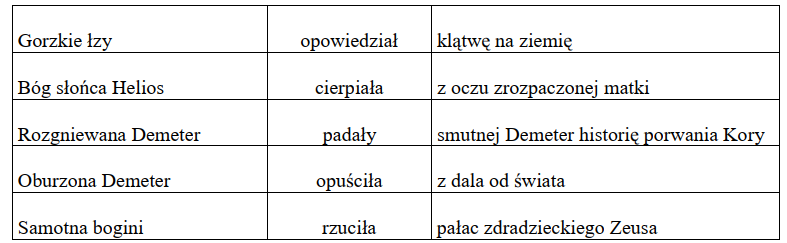 Gorzkie łzy opowiedział klątwę na ziemię
Bóg słońca Helios cierpiała z oczu zrozpaczonej matki
Rozgniewana Demeter padały smutnej Demeter historię porwania Kory
Oburzona Demeter opuściła z dala od świata
Samotna bogini rzuciła pałac zdradzieckiego Zeusa